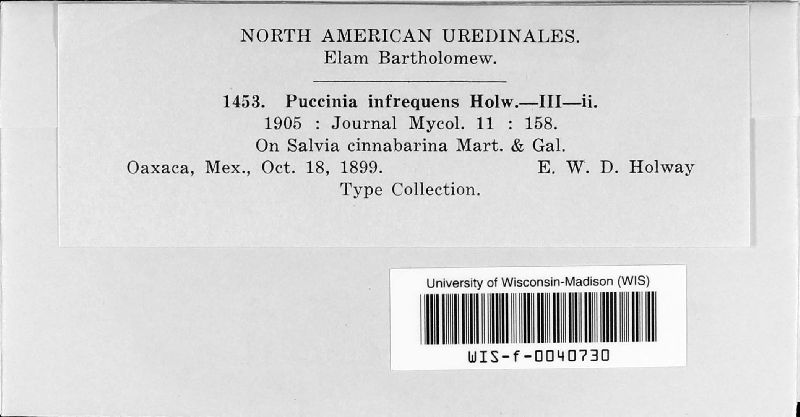 NORTH AMERICAN UREDINALES.
Elam Bartholomew.
1453. Puccinia infrequens Holw.—III—ii.
1905 : Journal Mycol. 11 : 158.
On Salvia cinnabarina Mart. & Gal.
Oaxaca, Mex., Oct. 18, 1899. E. W. D. Holway
Type Collection.
University of Wisconsin-Madison (WIS)
WIS-f-0040730